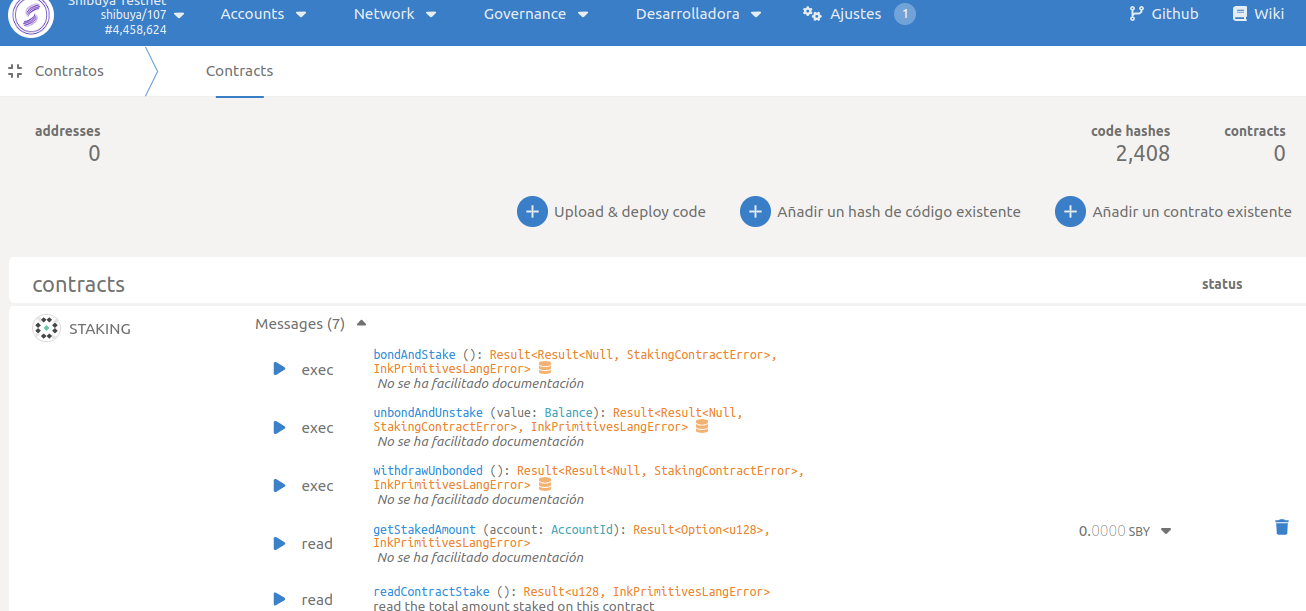 Shibuya Testnet
shibuya/107
#4,458,624
Accounts
Network
Governance
Desarrolladora
Ajustes
1
Github
Wiki
Contratos
Contracts
addresses
0
code hashes
2,408
contracts
0
Upload & deploy code
Añadir un hash de código existente
Añadir un contrato existente
contracts
status
STAKING
Messages (7)
exec
bondAndStake (): Result<Result<Null, StakingContractError>,
InkPrimitivesLangError>
No se ha facilitado documentación
exec
unbondAndUnstake (value: Balance): Result<Result<Null,
StakingContractError>, InkPrimitivesLangError>
No se ha facilitado documentación
exec
withdrawUnbonded (): Result<Result<Null, StakingContractError>,
InkPrimitivesLangError>
No se ha facilitado documentación
read
getStakedAmount (account: AccountId): Result<Option<u128>,
InkPrimitivesLangError>
No se ha facilitado documentación
0.0000 SBY
read
readContractStake (): Result<u128, InkPrimitivesLangError>
read the total amount staked on this contract